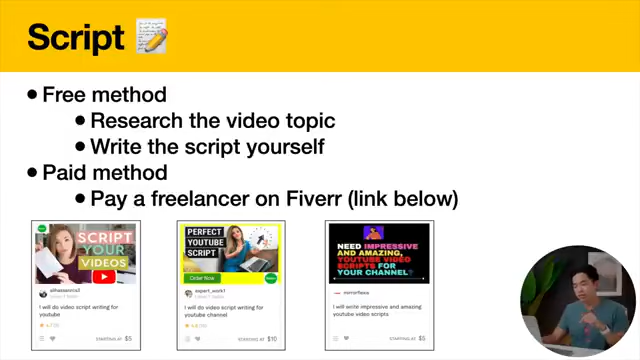 Script
Free method
Research the video topic
Write the script yourself
Paid method
Pay a freelancer on Fiverr (link below)
SCRIPT
YOUR
VIDEOS
I will do video script writing for
youtube
STARTING AT $5
PERFECT
YOUTUBE
SCRIPT
Order Now
expert_work1
I will do video script writing for
youtube channel
STARTING AT $10
NEED IMPRESSIVE
AND AMAZING,
YOUTUBE VIDEO
SCRIPTS FOR
YOUR CHANNEL?
I will write impressive and amazing
youtube video scripts
STARTING AT $5